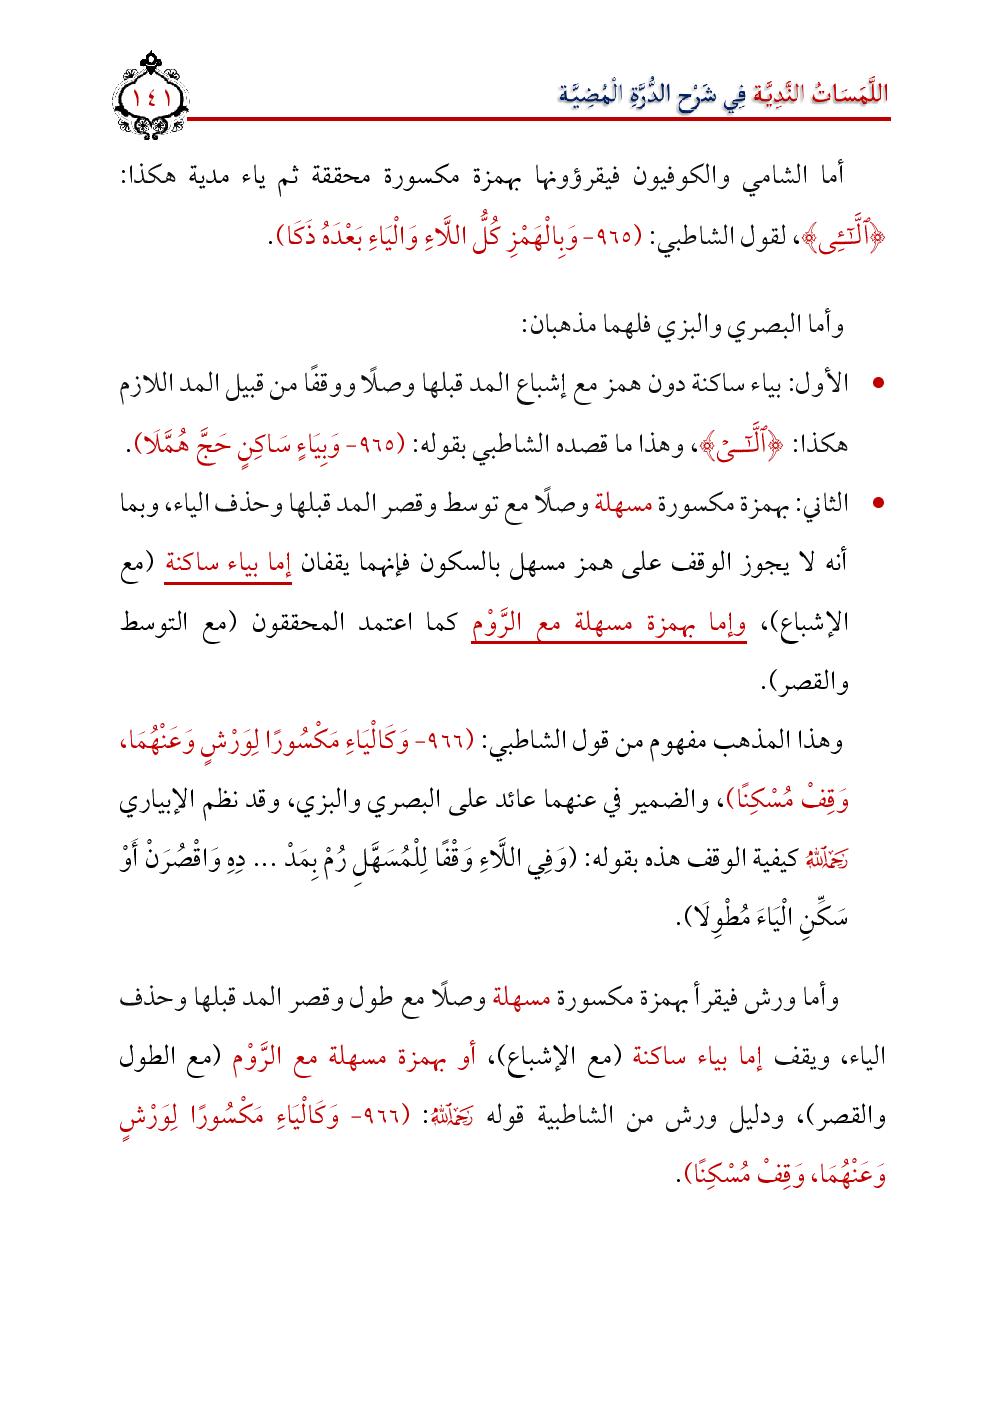 اللَّمَسَاتُ النَّدِيَّة فِي شَرْح الدُّرَّةِ الْمُضِيَّة
١٤١
أما الشامي والكوفيون فيقرؤونها بهمزة مكسورة محققة ثم ياء مدية هكذا:
﴿ٱلَّٰٓـِٔى﴾، لقول الشاطبي: (٩٦٥- وَبِالْهَمْزِ كُلُّ اللَّاءِ وَالْيَاءِ بَعْدَهُ ذَكَا).
وأما البصري والبزي فلهما مذهبان:
• الأول: بياء ساكنة دون همز مع إشباع المد قبلها وصلًا ووقفًا من قبيل المد اللازم
هكذا: ﴿ٱلَّٰٓـيْ﴾، وهذا ما قصده الشاطبي بقوله: (٩٦٥- وَبِيَاءٍ سَاكِنٍ حَجَّ هُمَّلَا).
• الثاني: بهمزة مكسورة مسهلة وصلًا مع توسط وقصر المد قبلها وحذف الياء، وبما
أنه لا يجوز الوقف على همز مسهل بالسكون فإنهما يقفان إما بياء ساكنة (مع
الإشباع)، وإما بهمزة مسهلة مع الرَّوْم كما اعتمد المحققون (مع التوسط
والقصر).
وهذا المذهب مفهوم من قول الشاطبي: (٩٦٦- وَكَالْيَاءِ مَكْسُورًا لِوَرْشٍ وَعَنْهُمَا،
وَقِفْ مُسْكِنًا)، والضمير في عنهما عائد على البصري والبزي، وقد نظم الإبياري
رَحِمَهُ ٱللَّهُ كيفية الوقف هذه بقوله: (وَفِي اللَّاءِ وَقْفًا لِلْمُسَهَّلِ رُمْ بِمَدْ ... دِهِ وَاقْصُرَنْ أَوْ
سَكِّنِ الْيَاءَ مُطْوِلَا).
وأما ورش فيقرأ بهمزة مكسورة مسهلة وصلًا مع طول وقصر المد قبلها وحذف
الياء، ويقف إما بياء ساكنة (مع الإشباع)، أو بهمزة مسهلة مع الرَّوْم (مع الطول
والقصر)، ودليل ورش من الشاطبية قوله رَحِمَهُ ٱللَّهُ: (٩٦٦- وَكَالْيَاءِ مَكْسُورًا لِوَرْشٍ
وَعَنْهُمَا، وَقِفْ مُسْكِنًا).